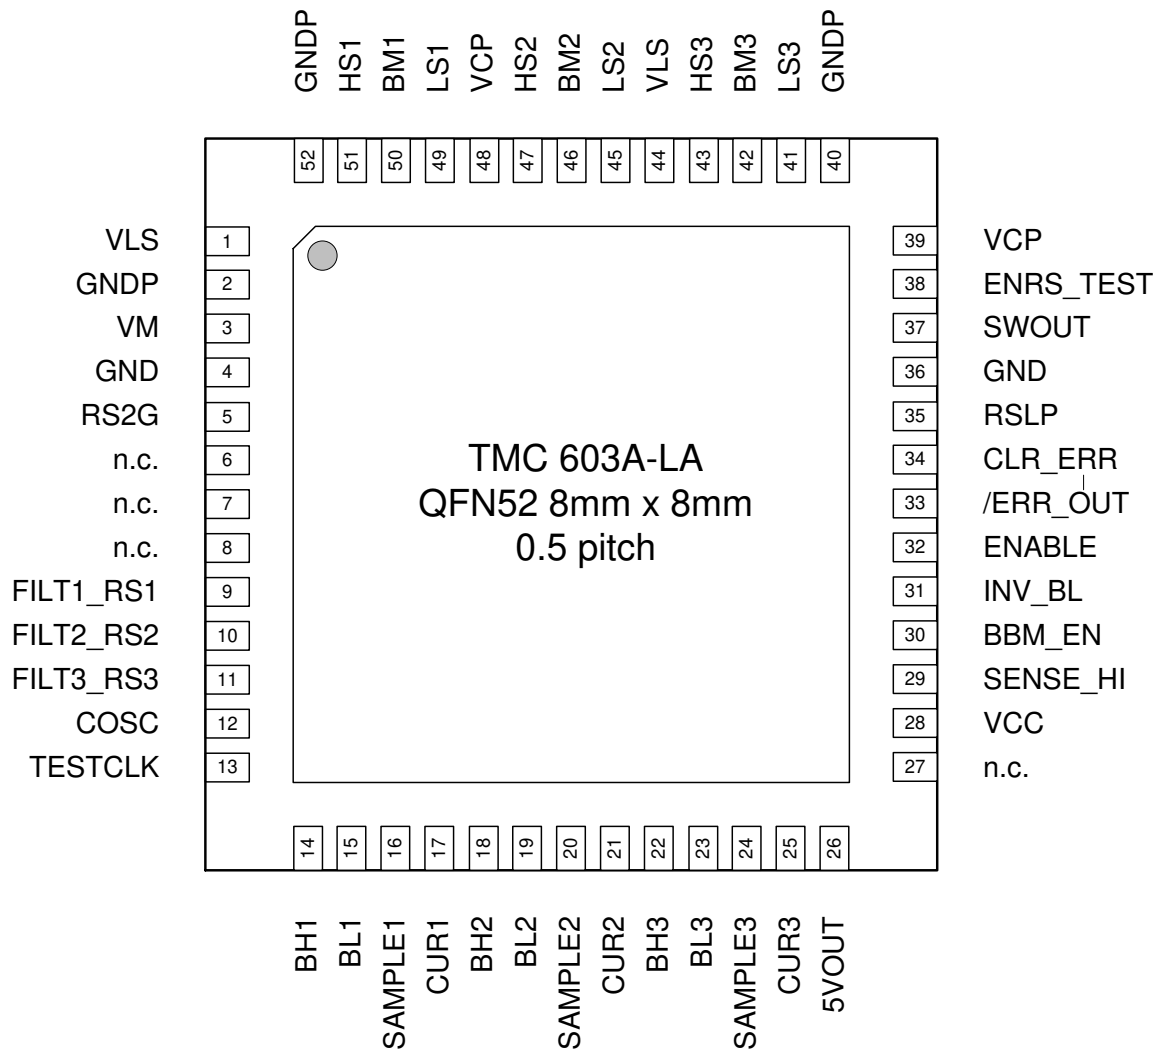 GNDP
HS1
BM1
LS1
VCP
HS2
BM2
LS2
VLS
HS3
BM3
LS3
GNDP
52
51
50
49
48
47
46
45
44
43
42
41
40
VLS 1
GNDP 2
VM 3
GND 4
RS2G 5
n.c. 6
n.c. 7
n.c. 8
FILT1_RS1 9
FILT2_RS2 10
FILT3_RS3 11
COSC 12
TESTCLK 13
TMC 603A-LA
QFN52 8mm x 8mm
0.5 pitch
39 VCP
38 ENRS_TEST
37 SWOUT
36 GND
35 RSLP
34 CLR_ERR
33 /ERR_OUT
32 ENABLE
31 INV_BL
30 BBM_EN
29 SENSE_HI
28 VCC
27 n.c.
14
15
16
17
18
19
20
21
22
23
24
25
26
BH1
BL1
SAMPLE1
CUR1
BH2
BL2
SAMPLE2
CUR2
BH3
BL3
SAMPLE3
CUR3
5VOUT